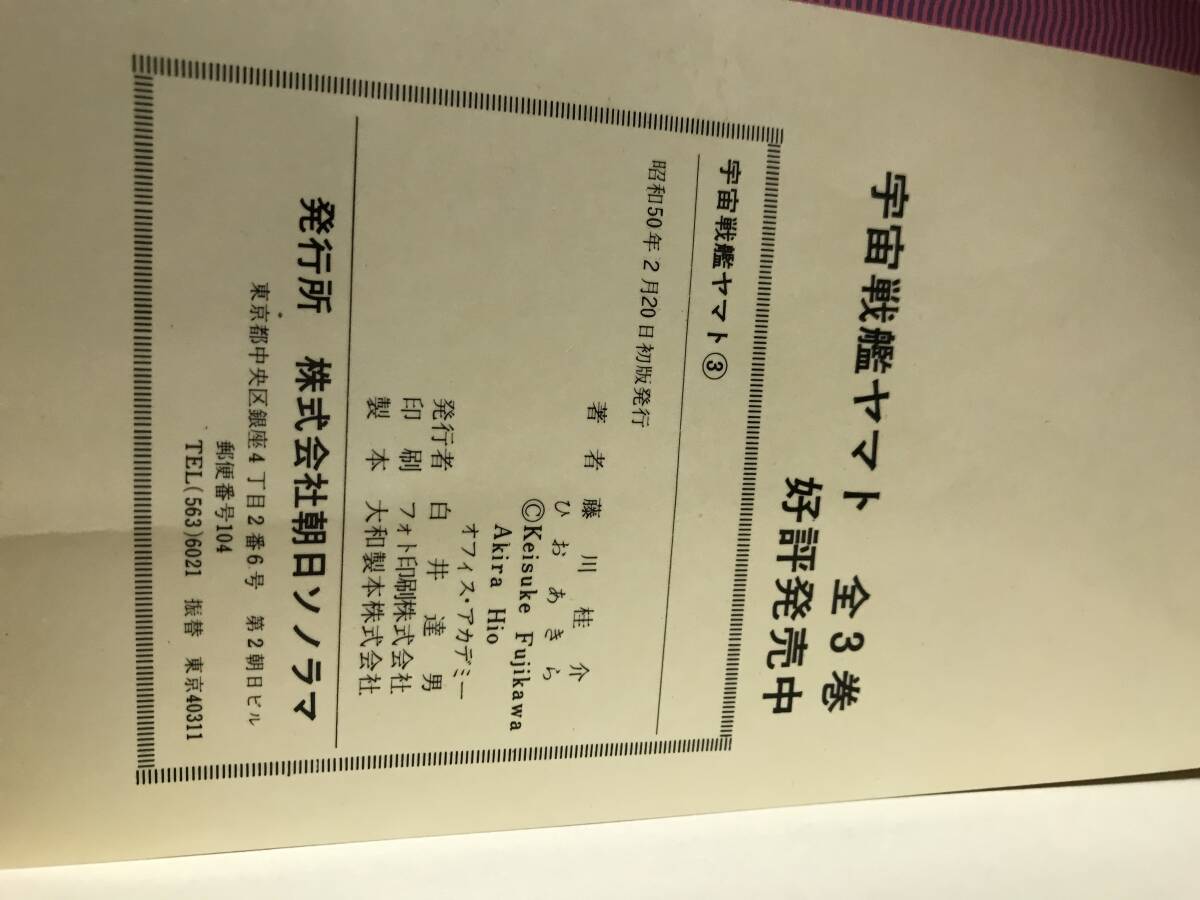 宇宙戦艦ヤマト 全3巻
好評発売中
宇宙戦艦ヤマト③
昭和50年2月20日初版発行
著者 藤川桂介
ひおあきら
©Keisuke Fujikawa
Akira Hio
オフィス・アカデミー
発行者 白井達男
印刷 フォト印刷株式会社
製本 大和製本株式会社
発行所 株式会社朝日ソノラマ
東京都中央区銀座4丁目2番6号 第2朝日ビル
郵便番号104
TEL(563)6021 振替 東京40311